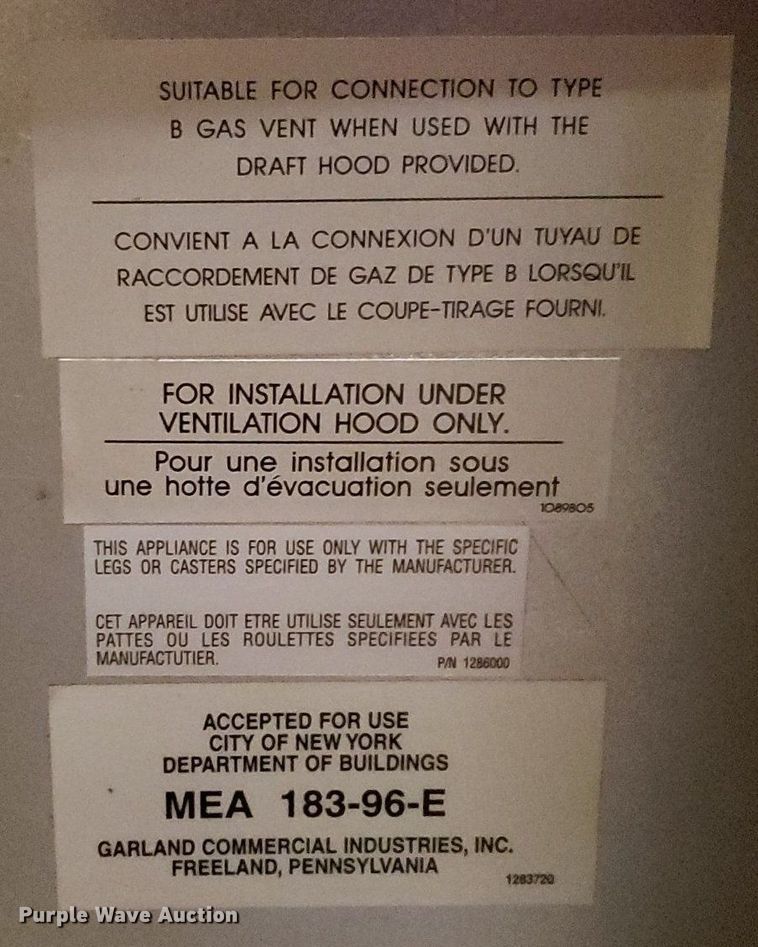 SUITABLE FOR CONNECTION TO TYPE
B GAS VENT WHEN USED WITH THE
DRAFT HOOD PROVIDED.
CONVIENT A LA CONNEXION D'UN TUYAU DE
RACCORDEMENT DE GAZ DE TYPE B LORSQU'IL
EST UTILISE AVEC LE COUPE-TIRAGE FOURNI.
FOR INSTALLATION UNDER
VENTILATION HOOD ONLY.
Pour une installation sous
une hotte d'évacuation seulement
1089805
THIS APPLIANCE IS FOR USE ONLY WITH THE SPECIFIC
LEGS OR CASTERS SPECIFIED BY THE MANUFACTURER.
CET APPAREIL DOIT ETRE UTILISE SEULEMENT AVEC LES
PATTES OU LES ROULETTES SPECIFIEES PAR LE
MANUFACTUTIER.
P/N 1286000
ACCEPTED FOR USE
CITY OF NEW YORK
DEPARTMENT OF BUILDINGS
MEA 183-96-E
GARLAND COMMERCIAL INDUSTRIES, INC.
FREELAND, PENNSYLVANIA
1283720
Purple Wave Auction